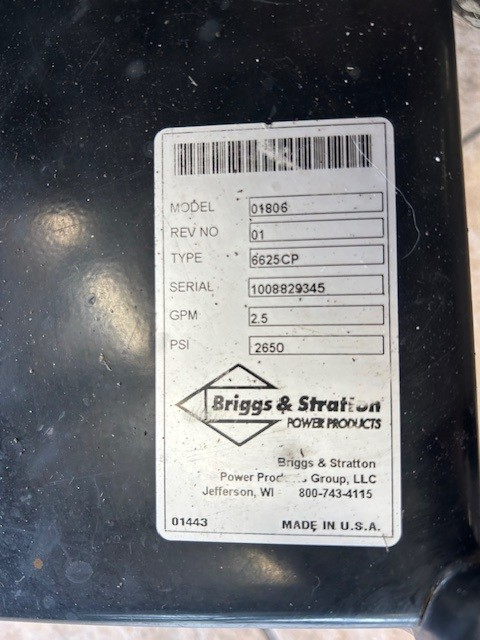 MODEL 01806
REV NO 01
TYPE 6625CP
SERIAL 1008829345
GPM 2.5
PSI 2650
Briggs & Stratton
POWER PRODUCTS
Briggs & Stratton
Power Products Group, LLC
Jefferson, WI 800-743-4115
01443 MADE IN U.S.A.